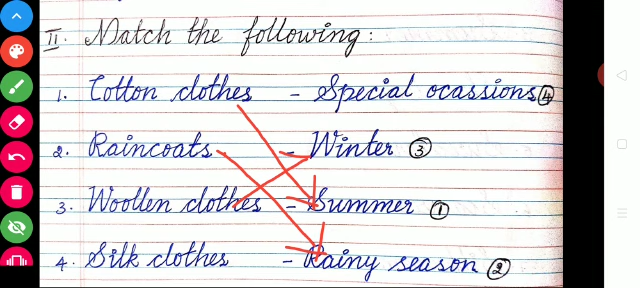 II. Match the following:
1. Cotton clothes - Special ocassions ④
2. Raincoats - Winter ③
3. Woollen clothes - Summer ①
4. Silk clothes - Rainy season ②